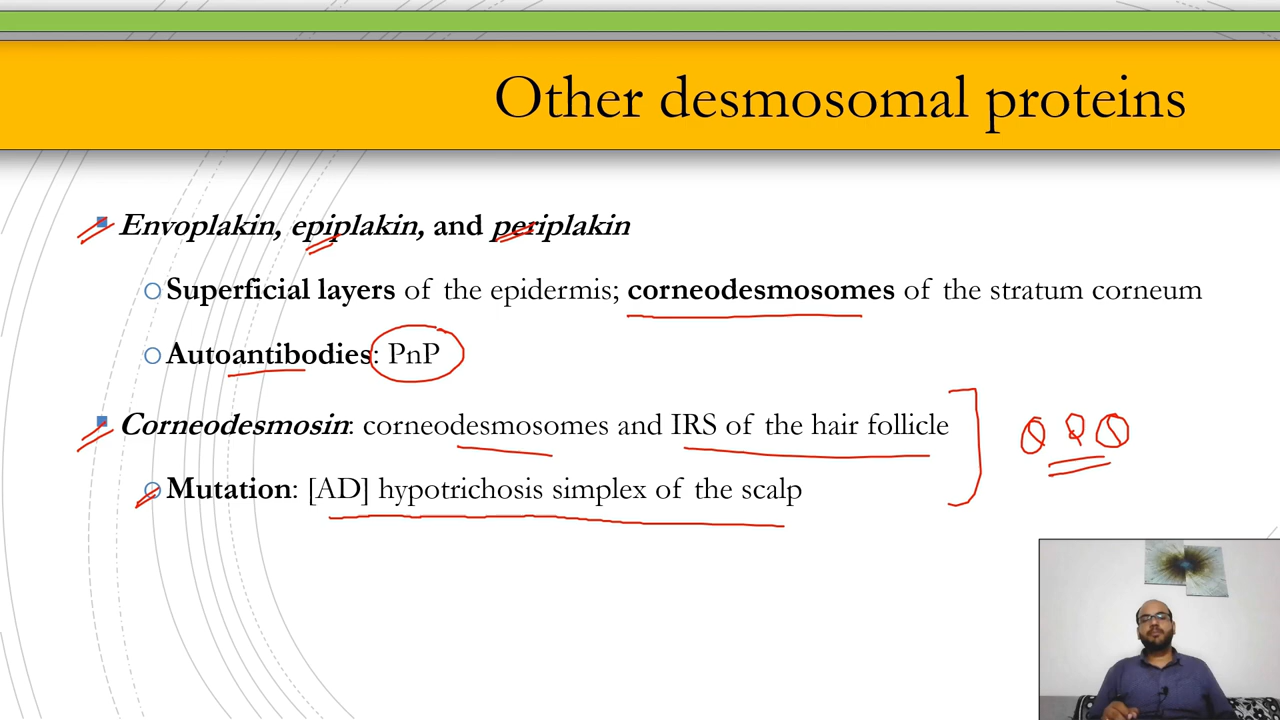 Other desmosomal proteins
Envoplakin, epiplakin, and periplakin
Superficial layers of the epidermis; corneodesmosomes of the stratum corneum
Autoantibodies: PnP
Corneodesmosin: corneodesmosomes and IRS of the hair follicle
Mutation: [AD] hypotrichosis simplex of the scalp